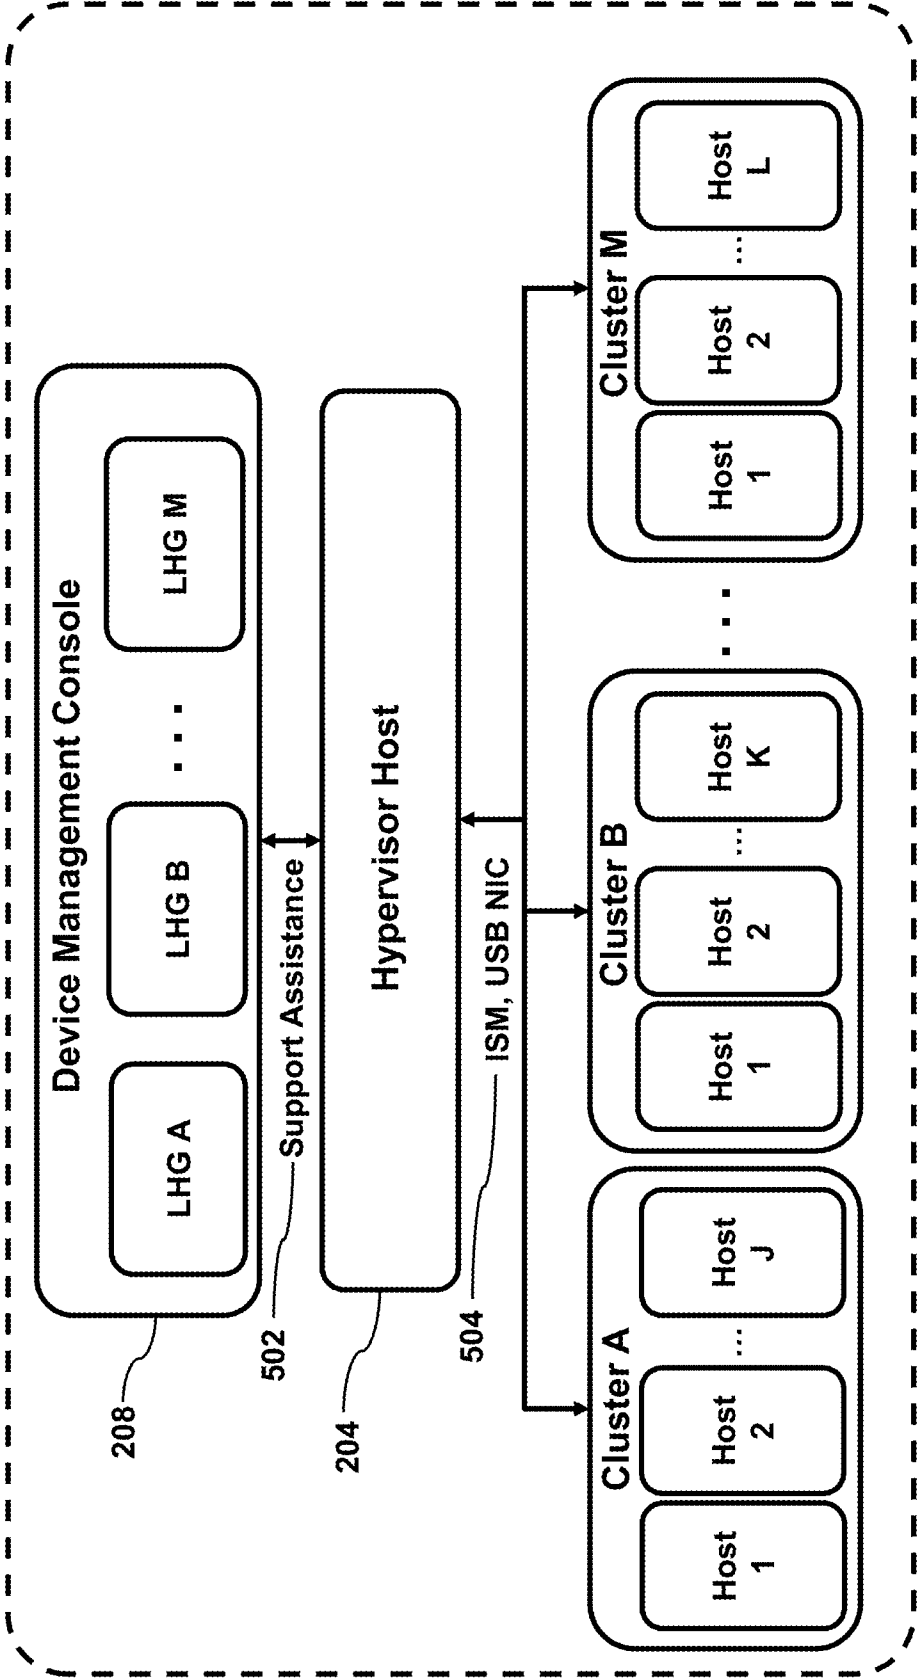 Device Management Console
LHG A
LHG B
. . .
LHG M
208
502
Support Assistance
Hypervisor Host
204
504
ISM, USB NIC
Cluster A
Host
1
Host
2
...
Host
J
Cluster B
Host
1
Host
2
...
Host
K
. . .
Cluster M
Host
1
Host
2
...
Host
L